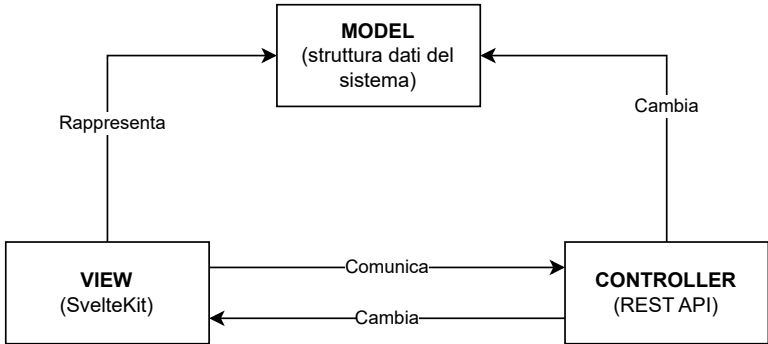 MODEL
(struttura dati del
sistema)
Rappresenta
Cambia
VIEW
(SvelteKit)
Comunica
Cambia
CONTROLLER
(REST API)